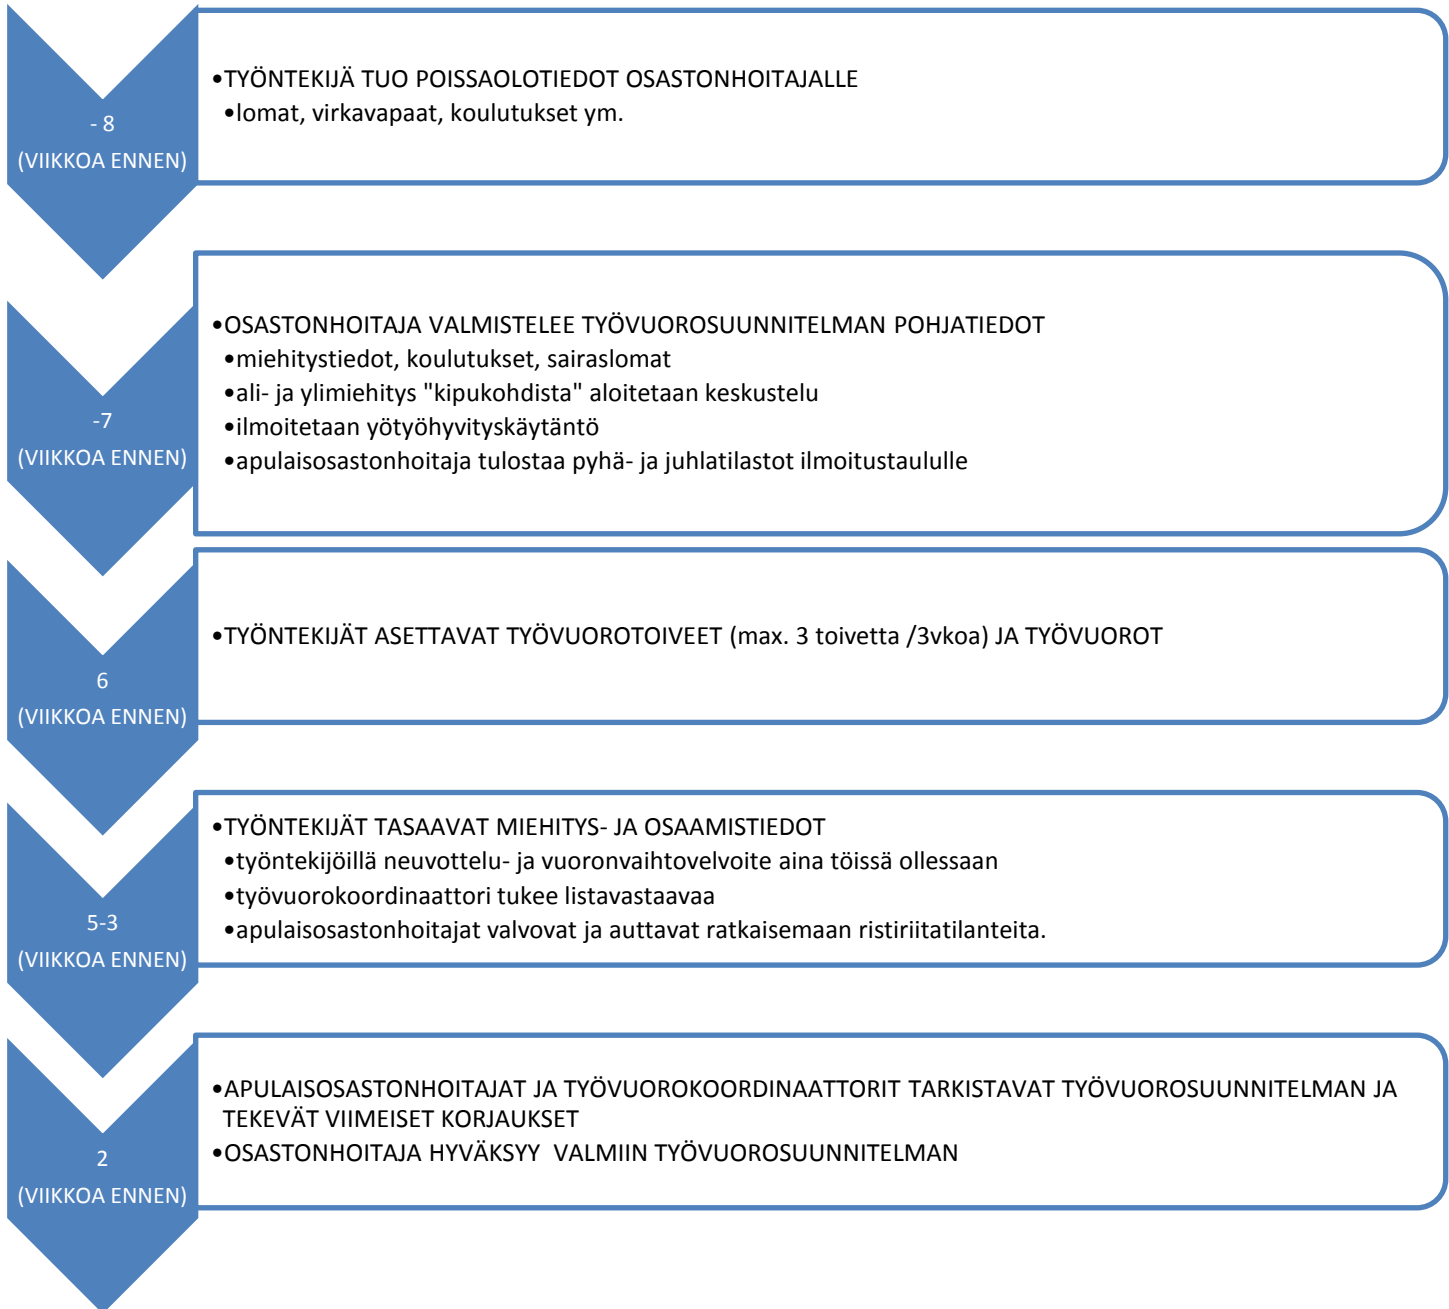 - 8
(VIIKKOA ENNEN)
•TYÖNTEKIJÄ TUO POISSAOLOTIEDOT OSASTONHOITAJALLE
•lomat, virkavapaat, koulutukset ym.
-7
(VIIKKOA ENNEN)
•OSASTONHOITAJA VALMISTELEE TYÖVUOROSUUNNITELMAN POHJATIEDOT
•miehitystiedot, koulutukset, sairaslomat
•ali- ja ylimiehitys "kipukohdista" aloitetaan keskustelu
•ilmoitetaan yötyöhyvityskäytäntö
•apulaisosastonhoitaja tulostaa pyhä- ja juhlatilastot ilmoitustaululle
6
(VIIKKOA ENNEN)
•TYÖNTEKIJÄT ASETTAVAT TYÖVUOROTOIVEET (max. 3 toivetta /3vkoa) JA TYÖVUOROT
5-3
(VIIKKOA ENNEN)
•TYÖNTEKIJÄT TASAAVAT MIEHITYS- JA OSAAMISTIEDOT
•työntekijöillä neuvottelu- ja vuoronvaihtovelvoite aina töissä ollessaan
•työvuorokoordinaattori tukee listavastaavaa
•apulaisosastonhoitajat valvovat ja auttavat ratkaisemaan ristiriitatilanteita.
2
(VIIKKOA ENNEN)
•APULAISOSASTONHOITAJAT JA TYÖVUOROKOORDINAATTORIT TARKISTAVAT TYÖVUOROSUUNNITELMAN JA
TEKEVÄT VIIMEISET KORJAUKSET
•OSASTONHOITAJA HYVÄKSYY VALMIIN TYÖVUOROSUUNNITELMAN